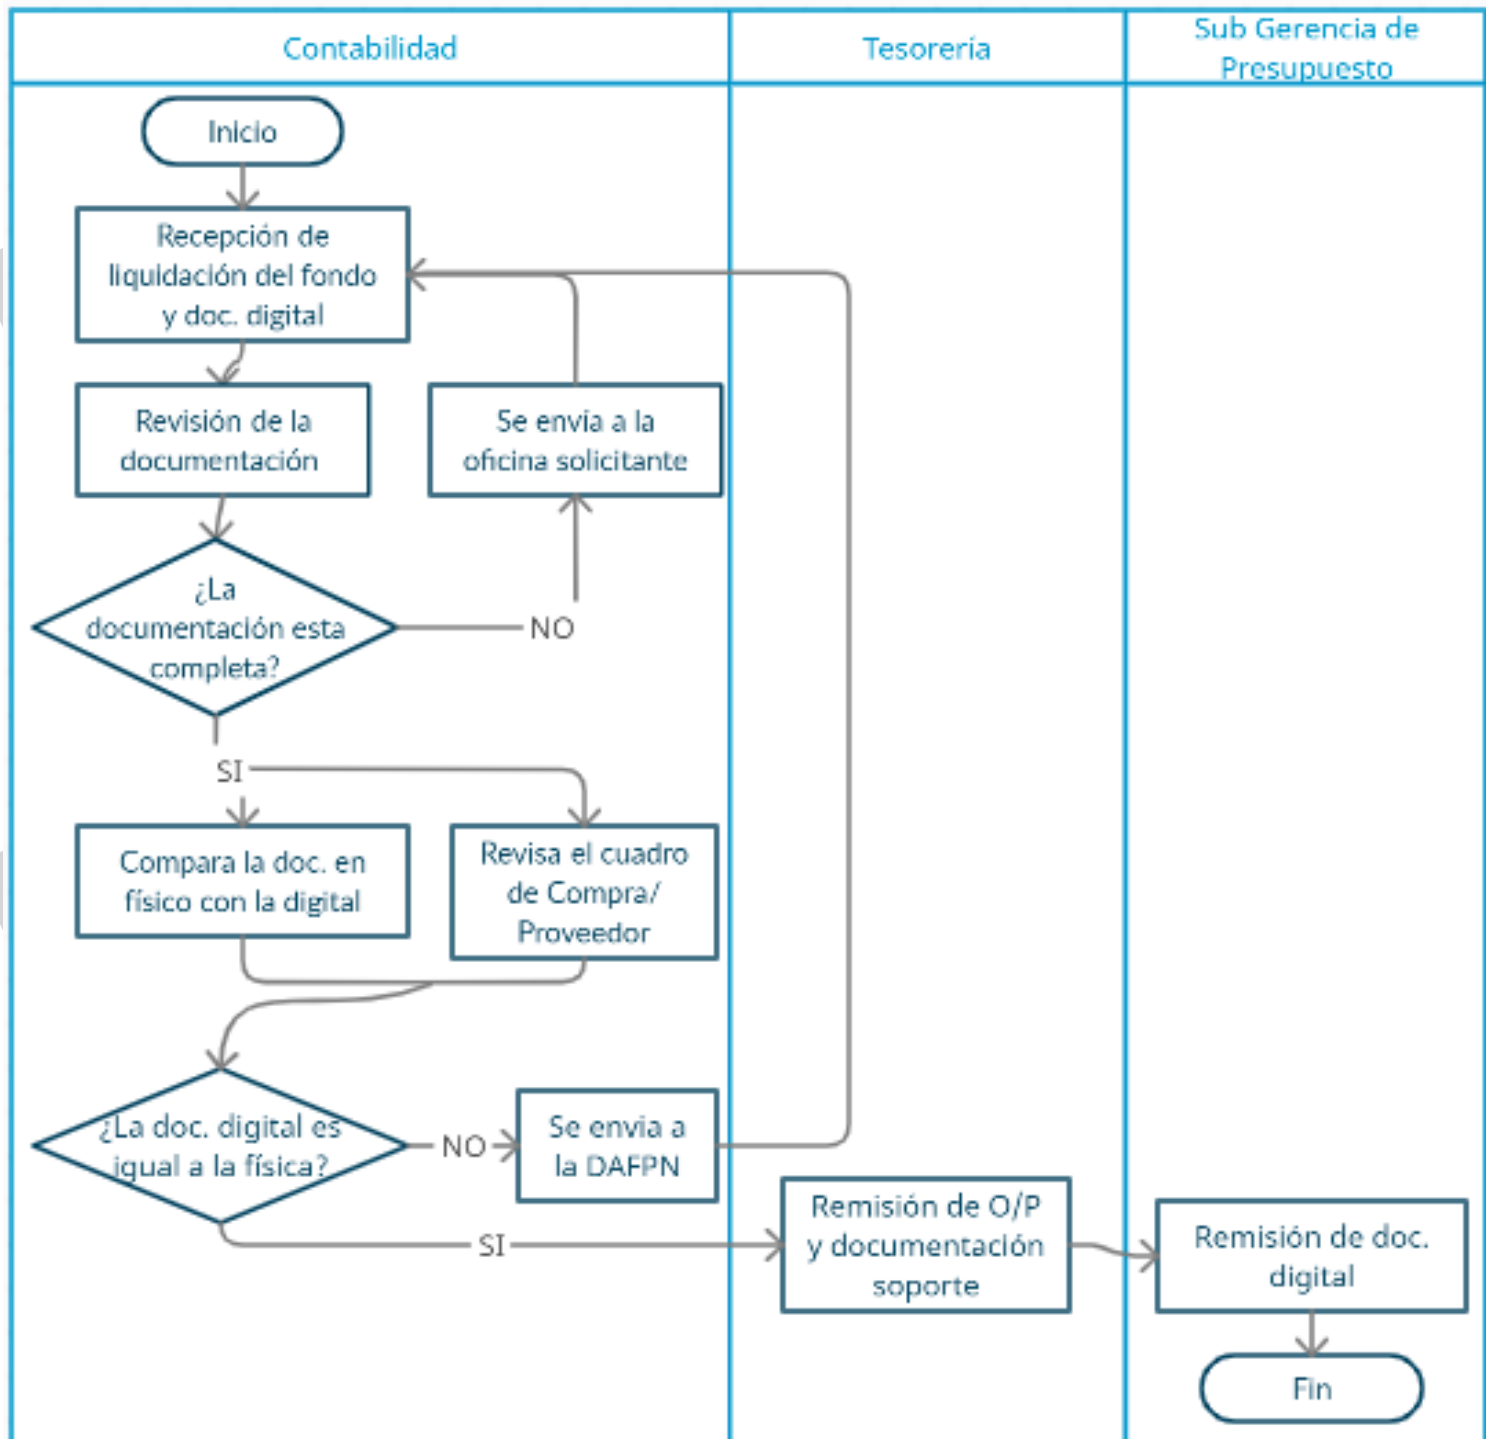 Contabilidad
Tesorería
Sub Gerencia de
Presupuesto
Inicio
Recepción de
liquidación del fondo
y doc. digital
Revisión de la
documentación
Se envía a la
oficina solicitante
¿La
documentación esta
completa?
NO
SI
Compara la doc. en
físico con la digital
Revisa el cuadro
de Compra/
Proveedor
¿La doc. digital es
igual a la física?
NO
Se envia a
la DAFPN
SI
Remisión de O/P
y documentación
soporte
Remisión de doc.
digital
Fin